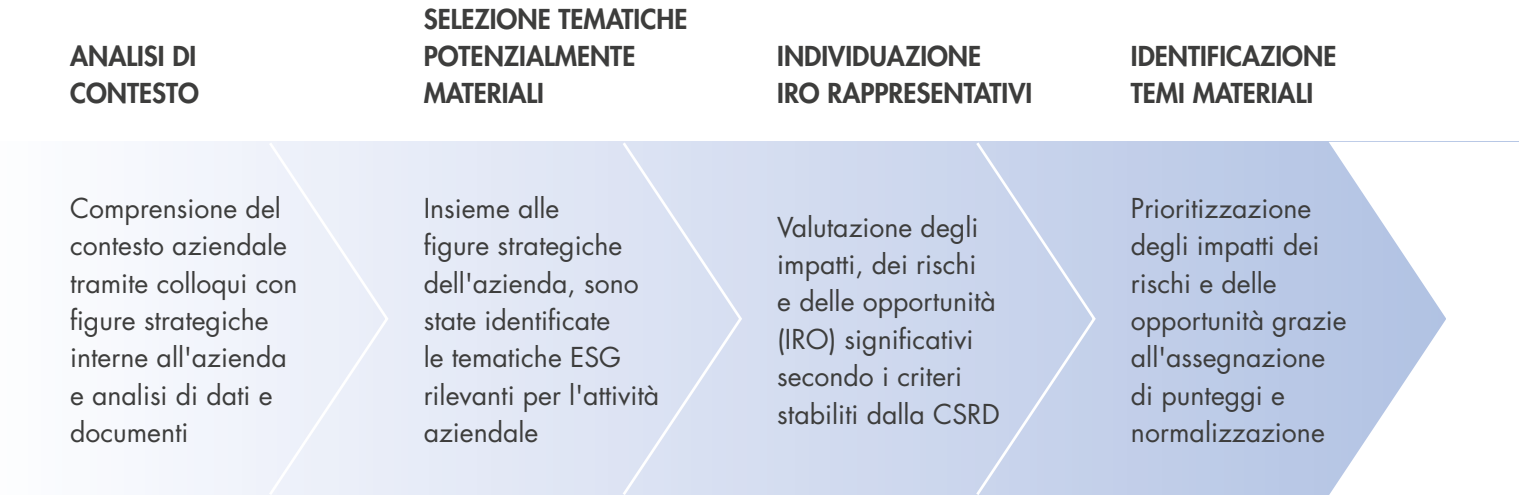 ANALISI DI
CONTESTO
SELEZIONE TEMATICHE
POTENZIALMENTE
MATERIALI
INDIVIDUAZIONE
IRO RAPPRESENTATIVI
IDENTIFICAZIONE
TEMI MATERIALI
Comprensione del
contesto aziendale
tramite colloqui con
figure strategiche
interne all'azienda
e analisi di dati e
documenti
Insieme alle
figure strategiche
dell'azienda, sono
state identificate
le tematiche ESG
rilevanti per l'attività
aziendale
Valutazione degli
impatti, dei rischi
e delle opportunità
(IRO) significativi
secondo i criteri
stabiliti dalla CSRD
Prioritizzazione
degli impatti dei
rischi e delle
opportunità grazie
all'assegnazione
di punteggi e
normalizzazione